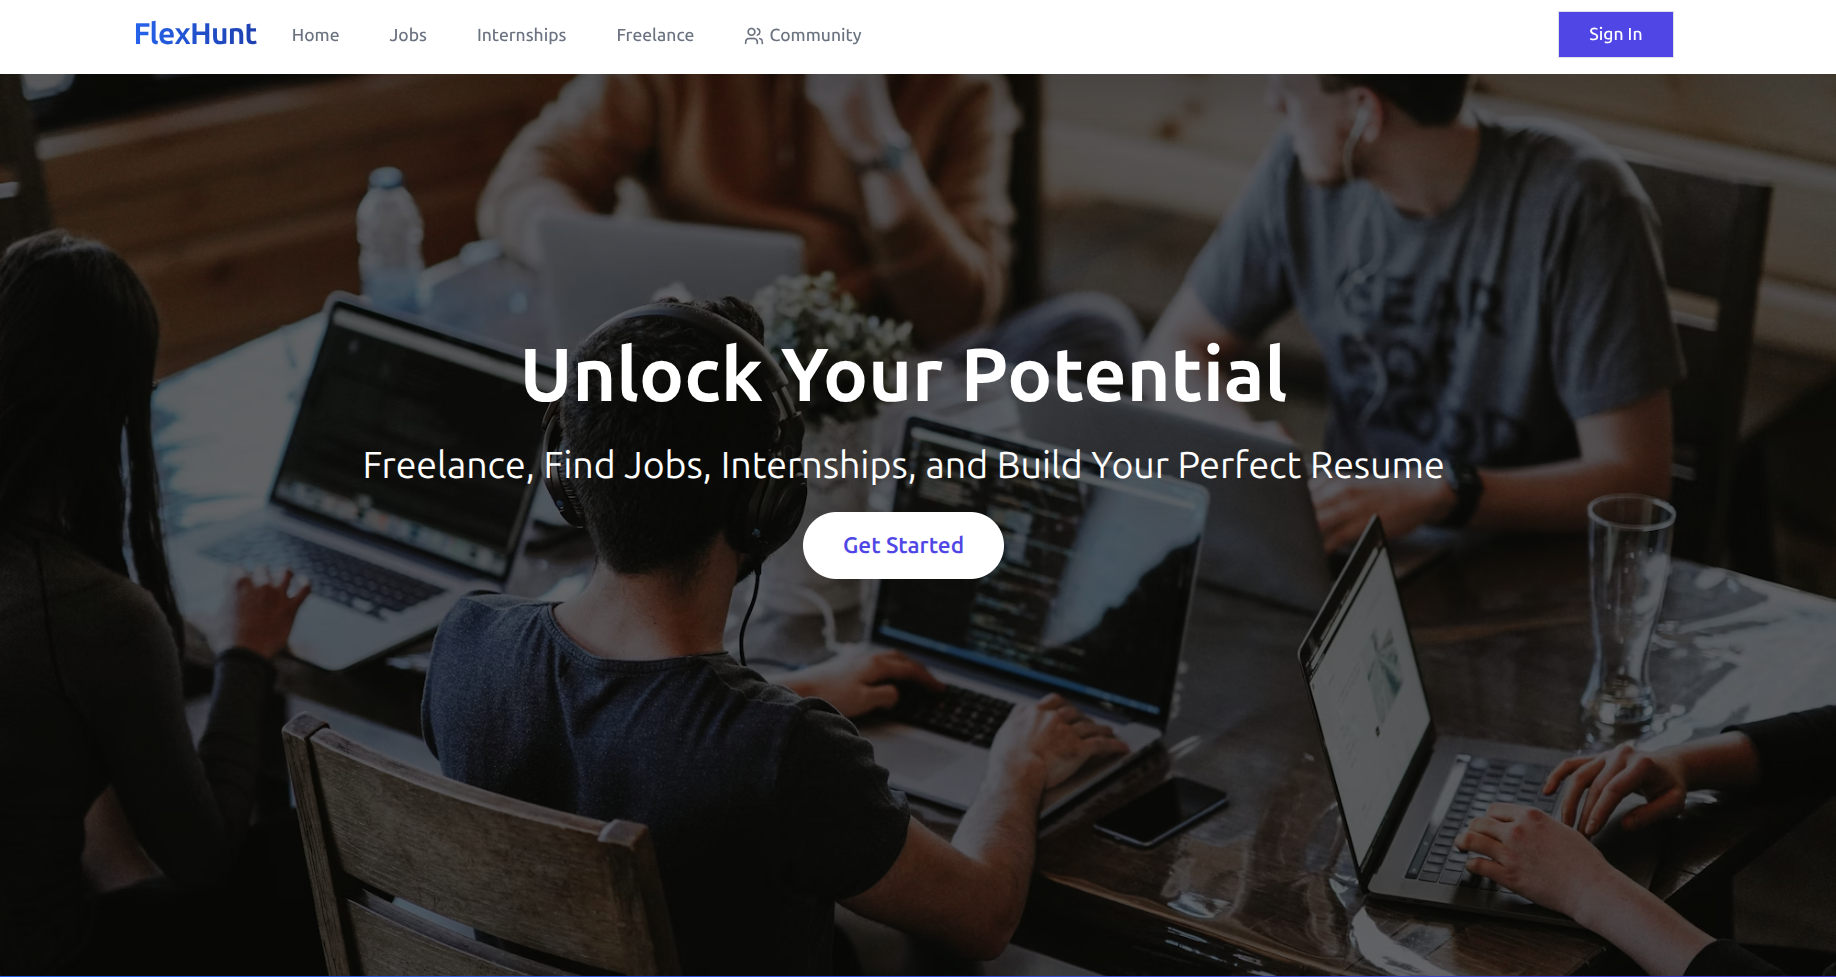 FlexHunt
Home
Jobs
Internships
Freelance
Community
Sign In
Unlock Your Potential
Freelance, Find Jobs, Internships, and Build Your Perfect Resume
Get Started